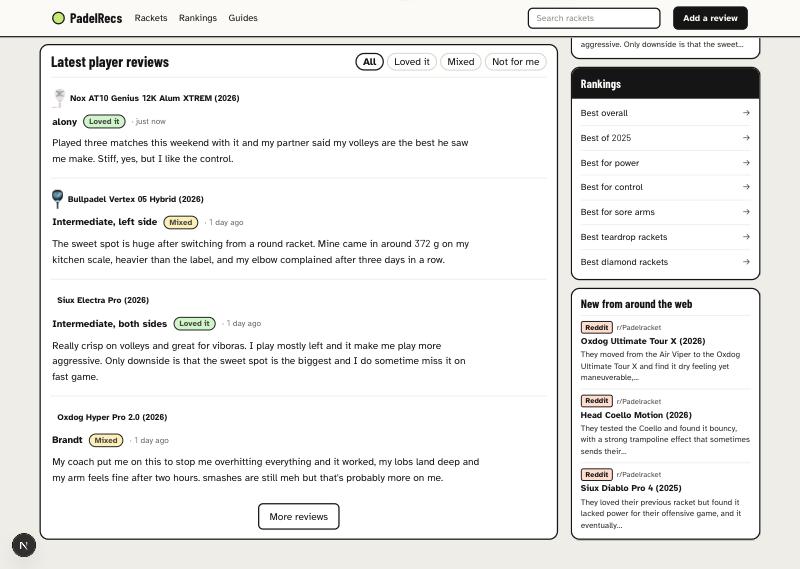 PadelRecs
Rackets
Rankings
Guides
Search rackets
Add a review
Latest player reviews
All
Loved it
Mixed
Not for me
Nox AT10 Genius 12K Alum XTREM (2026)
alony Loved it · just now
Played three matches this weekend with it and my partner said my volleys are the best he saw
me make. Stiff, yes, but I like the control.
Bullpadel Vertex 05 Hybrid (2026)
Intermediate, left side Mixed · 1 day ago
The sweet spot is huge after switching from a round racket. Mine came in around 372 g on my
kitchen scale, heavier than the label, and my elbow complained after three days in a row.
Siux Electra Pro (2026)
Intermediate, both sides Loved it · 1 day ago
Really crisp on volleys and great for viboras. I play mostly left and it make me play more
aggressive. Only downside is that the sweet spot is the biggest and I do sometime miss it on
fast game.
Oxdog Hyper Pro 2.0 (2026)
Brandt Mixed · 1 day ago
My coach put me on this to stop me overhitting everything and it worked, my lobs land deep and
my arm feels fine after two hours. smashes are still meh but that's probably more on me.
More reviews
aggressive. Only downside is that the sweet...
Rankings
Best overall →
Best of 2025 →
Best for power →
Best for control →
Best for sore arms →
Best teardrop rackets →
Best diamond rackets →
New from around the web
Reddit r/Padelracket
Oxdog Ultimate Tour X (2026)
They moved from the Air Viper to the Oxdog
Ultimate Tour X and find it dry feeling yet
maneuverable,...
Reddit r/Padelracket
Head Coello Motion (2026)
They tested the Coello and found it bouncy,
with a strong trampoline effect that sometimes
sends their...
Reddit r/Padelracket
Siux Diablo Pro 4 (2025)
They loved their previous racket but found it
lacked power for their offensive game, and it
eventually...
N